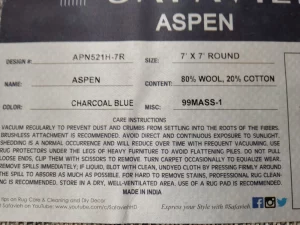 ASPEN
DESIGN #: APN521H-7R SIZE: 7' X 7' ROUND
NAME: ASPEN CONTENT: 80% WOOL, 20% COTTON
COLOR: CHARCOAL BLUE MISC: 99MASS-1
CARE INSTRUCTIONS
VACUUM REGULARLY TO PREVENT DUST AND CRUMBS FROM SETTLING INTO THE ROOTS OF THE FIBERS.
BRUSHLESS ATTACHMENT IS RECOMMENDED. AVOID DIRECT AND CONTINUOUS EXPOSURE TO SUNLIGHT.
SHEDDING IS A NORMAL OCCURRENCE AND WILL REDUCE OVER TIME WITH FREQUENT VACUUMING. USE
RUG PROTECTORS UNDER THE LEGS OF HEAVY FURNITURE TO AVOID FLATTENING PILES. DO NOT PULL
LOOSE ENDS, CLIP THEM WITH SCISSORS TO REMOVE. TURN CARPET OCCASIONALLY TO EQUALIZE WEAR.
REMOVE SPILLS IMMEDIATELY; IF LIQUID, BLOT WITH CLEAN, UNDYED CLOTH BY PRESSING FIRMLY AROUND
THE SPILL TO ABSORB AS MUCH AS POSSIBLE. FOR HARD TO REMOVE STAINS, PROFESSIONAL RUG CLEAN-
NG IS RECOMMENDED. STORE IN A DRY, WELL-VENTILATED AREA. USE OF A RUG PAD IS RECOMMENDED.
MADE IN INDIA
Tips on Rug Care & Cleaning and Diy Decor
Safavieh on Youtube: www.youtube.com/c/SafaviehHD Express your Style with #Safavieh